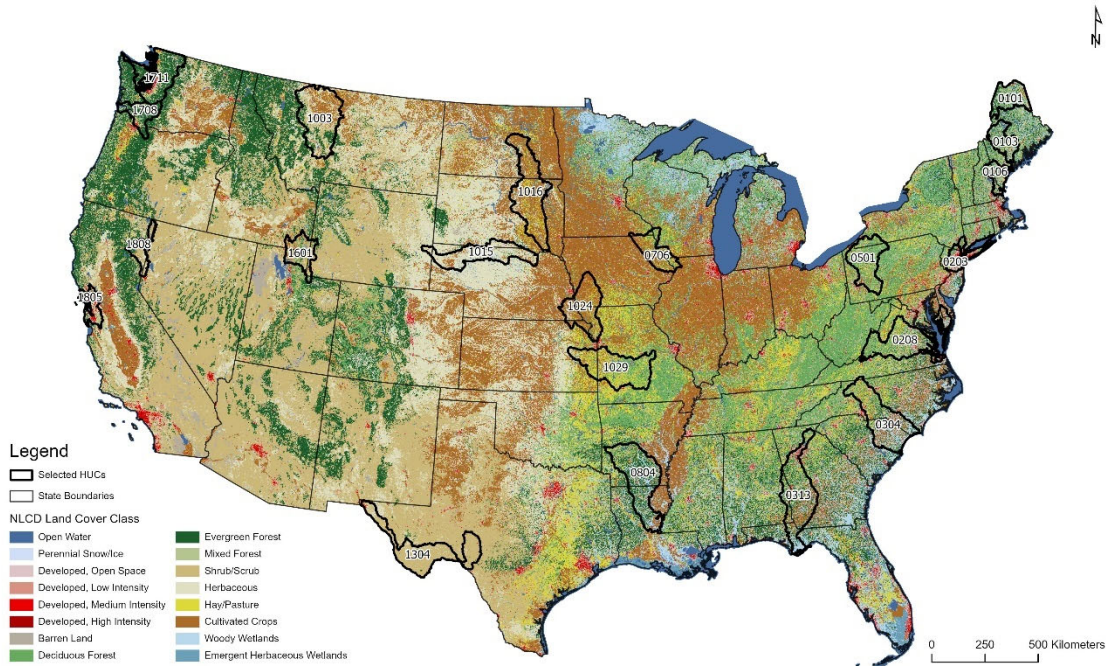 N
1711
1708
1003
0101
0103
0106
1016
1808
1601
1015
0706
0501
0203
1805
1024
0208
1029
0304
0804
0313
1304
Legend
Selected HUCs
State Boundaries
NLCD Land Cover Class
Open Water
Perennial Snow/Ice
Developed, Open Space
Developed, Low Intensity
Developed, Medium Intensity
Developed, High Intensity
Barren Land
Deciduous Forest
Evergreen Forest
Mixed Forest
Shrub/Scrub
Herbaceous
Hay/Pasture
Cultivated Crops
Woody Wetlands
Emergent Herbaceous Wetlands
0 250 500 Kilometers